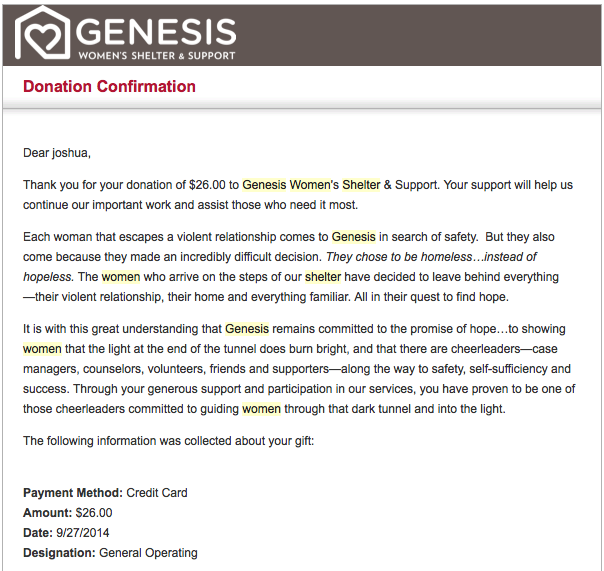 GENESIS
WOMEN'S SHELTER & SUPPORT
Donation Confirmation
Dear joshua,
Thank you for your donation of $26.00 to Genesis Women's Shelter & Support. Your support will help us
continue our important work and assist those who need it most.
Each woman that escapes a violent relationship comes to Genesis in search of safety.  But they also
come because they made an incredibly difficult decision. They chose to be homeless…instead of
hopeless. The women who arrive on the steps of our shelter have decided to leave behind everything
—their violent relationship, their home and everything familiar. All in their quest to find hope.
It is with this great understanding that Genesis remains committed to the promise of hope…to showing
women that the light at the end of the tunnel does burn bright, and that there are cheerleaders—case
managers, counselors, volunteers, friends and supporters—along the way to safety, self-sufficiency and
success. Through your generous support and participation in our services, you have proven to be one of
those cheerleaders committed to guiding women through that dark tunnel and into the light.
The following information was collected about your gift:
Payment Method: Credit Card
Amount: $26.00
Date: 9/27/2014
Designation: General Operating